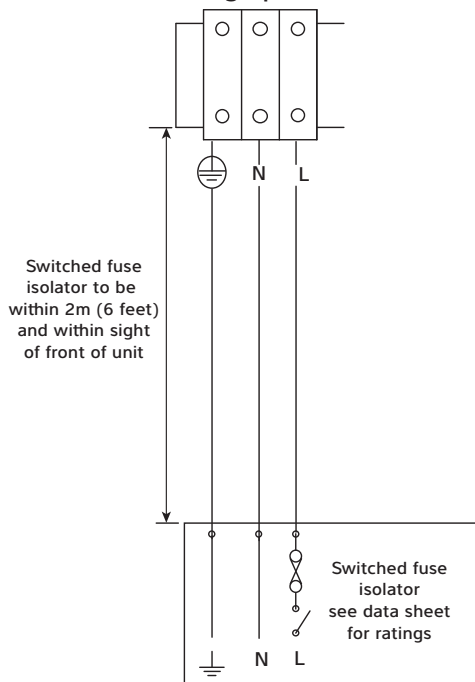 N
L
Switched fuse
isolator to be
within 2m (6 feet)
and within sight
of front of unit
Switched fuse
isolator
see data sheet
for ratings
N
L